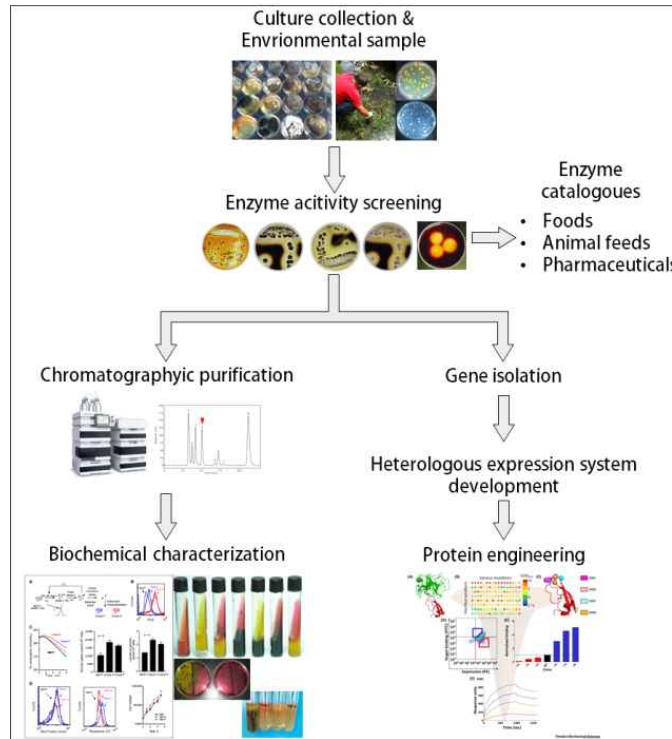 Culture collection &
Envrionmental sample
Enzyme acitivity screening
Enzyme
catalogues
• Foods
• Animal feeds
• Pharmaceuticals
Chromatographyic purification
Gene isolation
Heterologous expression system
development
Biochemical characterization
Protein engineering